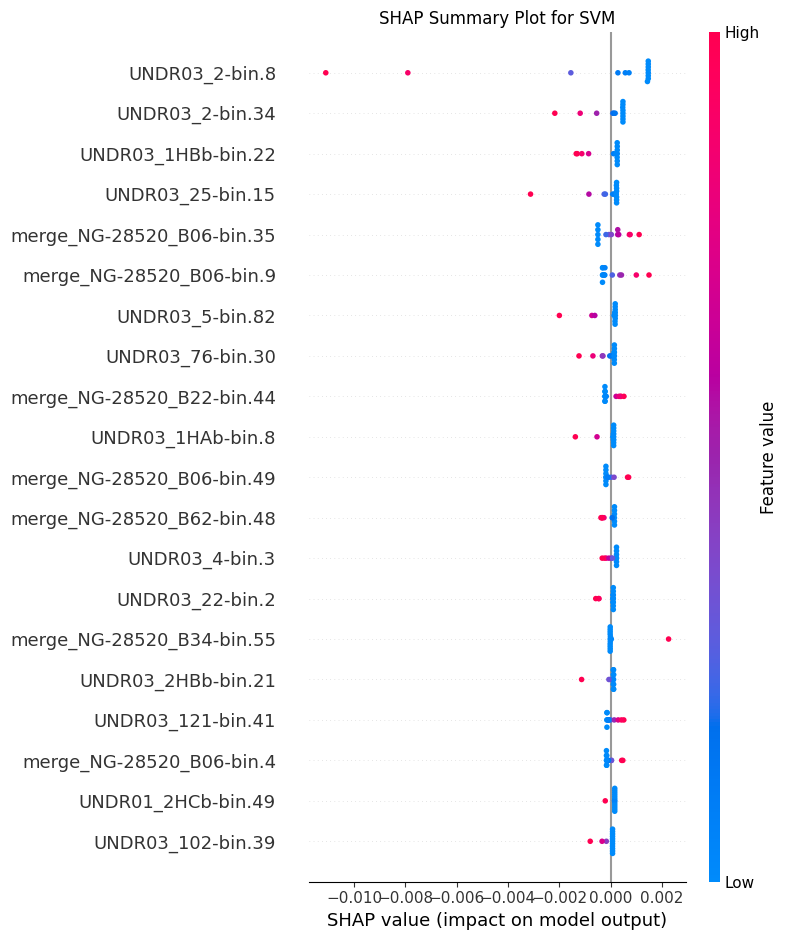 SHAP Summary Plot for SVM
High
UNDR03_2-bin.8
UNDR03_2-bin.34
UNDR03_1HBb-bin.22
UNDR03_25-bin.15
merge_NG-28520_B06-bin.35
merge_NG-28520_B06-bin.9
UNDR03_5-bin.82
UNDR03_76-bin.30
merge_NG-28520_B22-bin.44
UNDR03_1HAb-bin.8
merge_NG-28520_B06-bin.49
merge_NG-28520_B62-bin.48
UNDR03_4-bin.3
UNDR03_22-bin.2
merge_NG-28520_B34-bin.55
UNDR03_2HBb-bin.21
UNDR03_121-bin.41
merge_NG-28520_B06-bin.4
UNDR01_2HCb-bin.49
UNDR03_102-bin.39
Feature value
Low
−0.010 −0.008 −0.006 −0.004 −0.002 0.000 0.002
SHAP value (impact on model output)